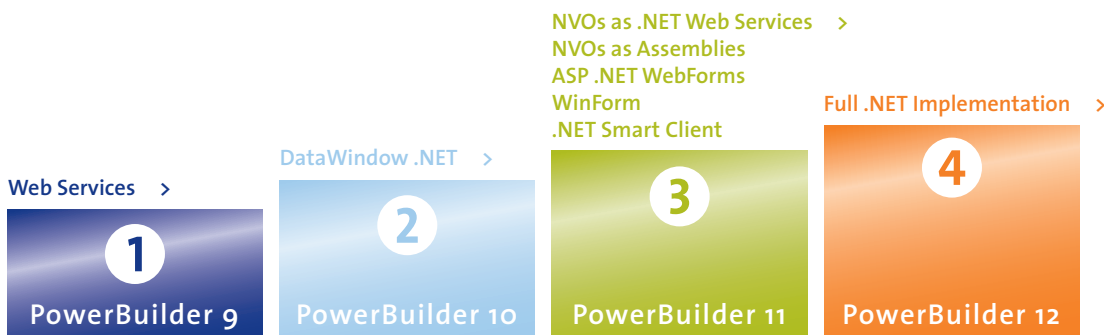 Web Services >
1
PowerBuilder 9
DataWindow .NET >
2
PowerBuilder 10
NVOs as .NET Web Services >
NVOs as Assemblies
ASP .NET WebForms
WinForm
.NET Smart Client
3
PowerBuilder 11
Full .NET Implementation >
4
PowerBuilder 12